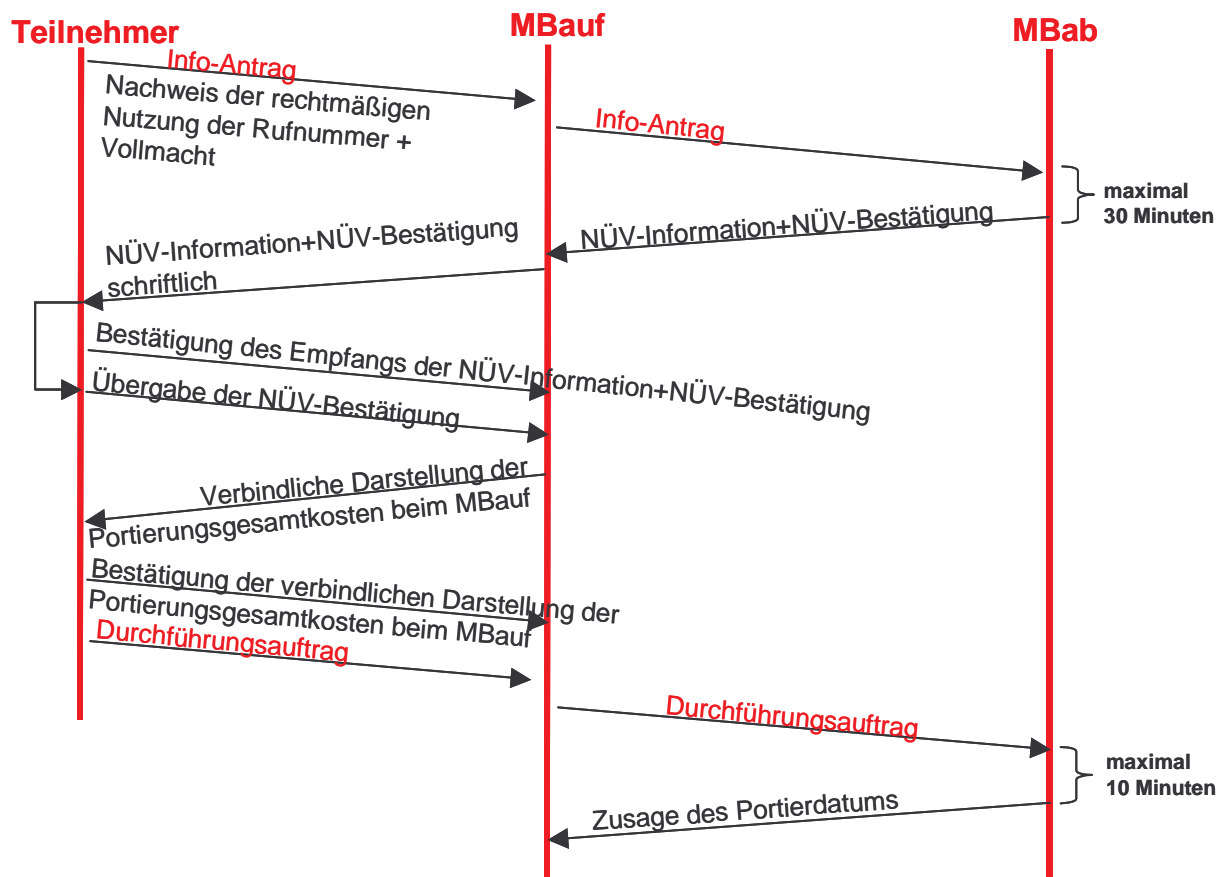 Teilnehmer
MBauf
MBab
Info-Antrag
Nachweis der rechtmäßigen
Nutzung der Rufnummer +
Vollmacht
Info-Antrag
maximal
30 Minuten
NÜV-Information+NÜV-Bestätigung
NÜV-Information+NÜV-Bestätigung
schriftlich
Bestätigung des Empfangs der NÜV-Information+NÜV-Bestätigung
Übergabe der NÜV-Bestätigung
Verbindliche Darstellung der
Portierungsgesamtkosten beim MBauf
Bestätigung der verbindlichen Darstellung der
Portierungsgesamtkosten beim MBauf
Durchführungsauftrag
Durchführungsauftrag
maximal
10 Minuten
Zusage des Portierdatums